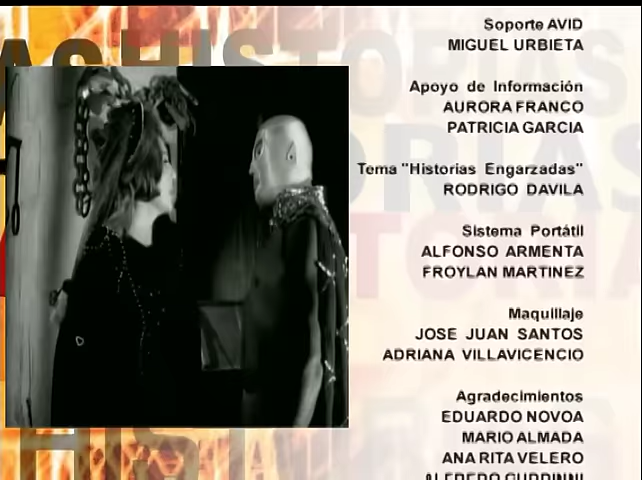 HISTORIAS
Soporte AVID
MIGUEL URBIETA
Apoyo de Información
AURORA FRANCO
PATRICIA GARCIA
Tema "Historias Engarzadas"
RODRIGO DAVILA
Sistema Portátil
ALFONSO ARMENTA
FROYLAN MARTINEZ
Maquillaje
JOSE JUAN SANTOS
ADRIANA VILLAVICENCIO
Agradecimientos
EDUARDO NOVOA
MARIO ALMADA
ANA RITA VELERO